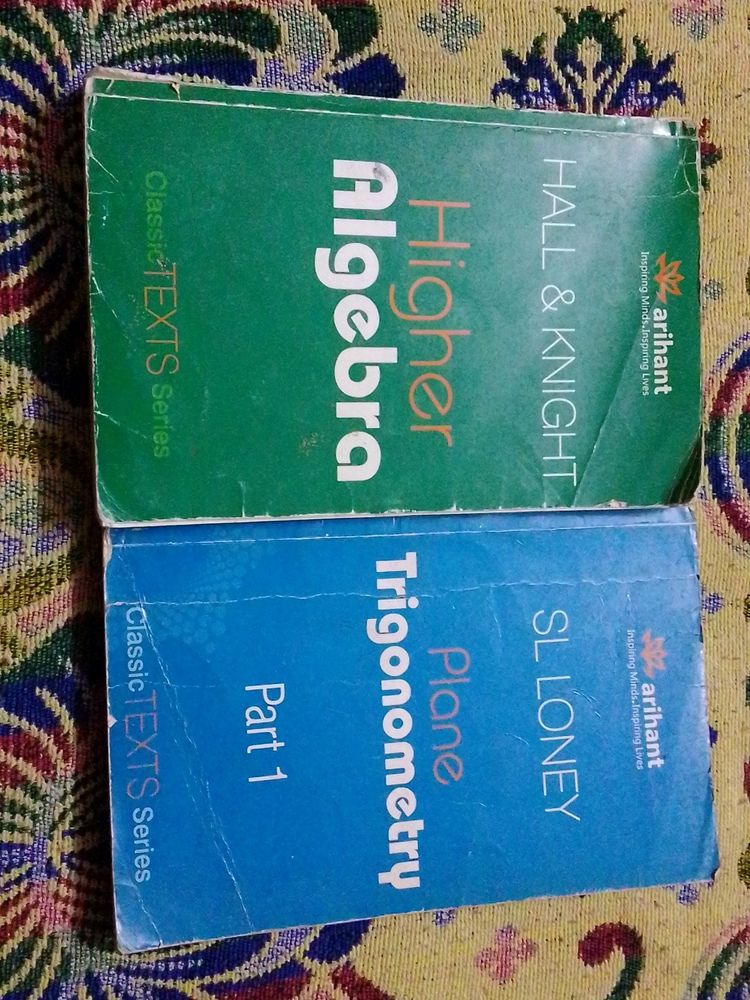 arihant
Inspiring Minds.Inspiring Lives
HALL & KNIGHT
Higher
Algebra
Classic TEXTS Series
arihant
Inspiring Minds.Inspiring Lives
SL LONEY
Plane
Trigonometry
Part 1
Classic TEXTS Series